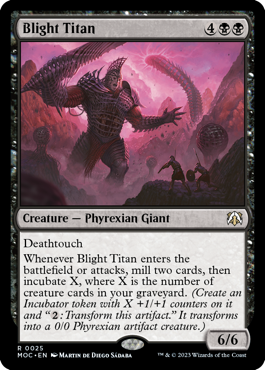 Blight Titan 4
Creature — Phyrexian Giant
Deathtouch
Whenever Blight Titan enters the
battlefield or attacks, mill two cards, then
incubate X, where X is the number of
creature cards in your graveyard. (Create an
Incubator token with X +1/+1 counters on it
and “2: Transform this artifact.” It transforms
into a 0/0 Phyrexian artifact creature.)
6/6
R 0025
MOC • EN Martin de Diego Sádaba ™ & © 2023 Wizards of the Coast